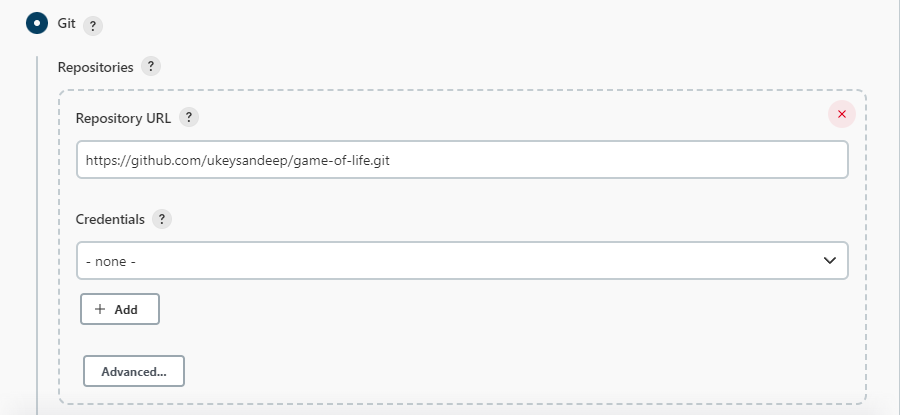 Git ?
Repositories ?
Repository URL ?
https://github.com/ukeysandeep/game-of-life.git
Credentials ?
- none -
+ Add
Advanced...